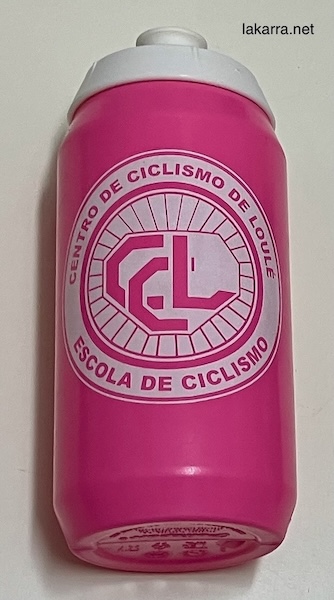 lakarra.net
CENTRO DE CICLISMO DE LOULÉ
CCL
ESCOLA DE CICLISMO